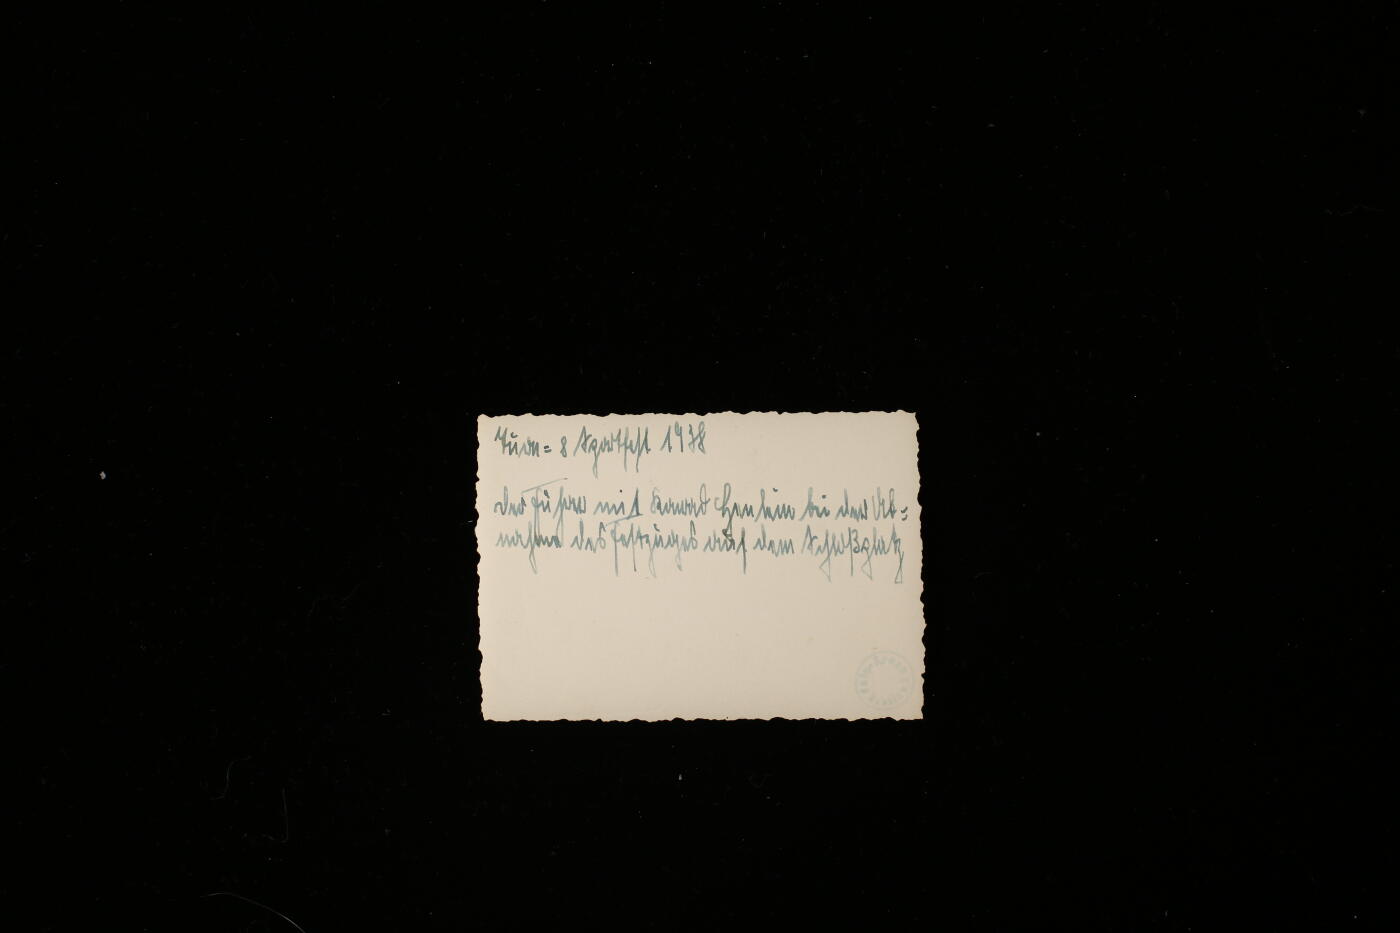 Turn= & Sportfest 1938
Der Führer mit Konrad Henlein bei der Ab=
nahme des Festzuges auf dem Schloßplatz